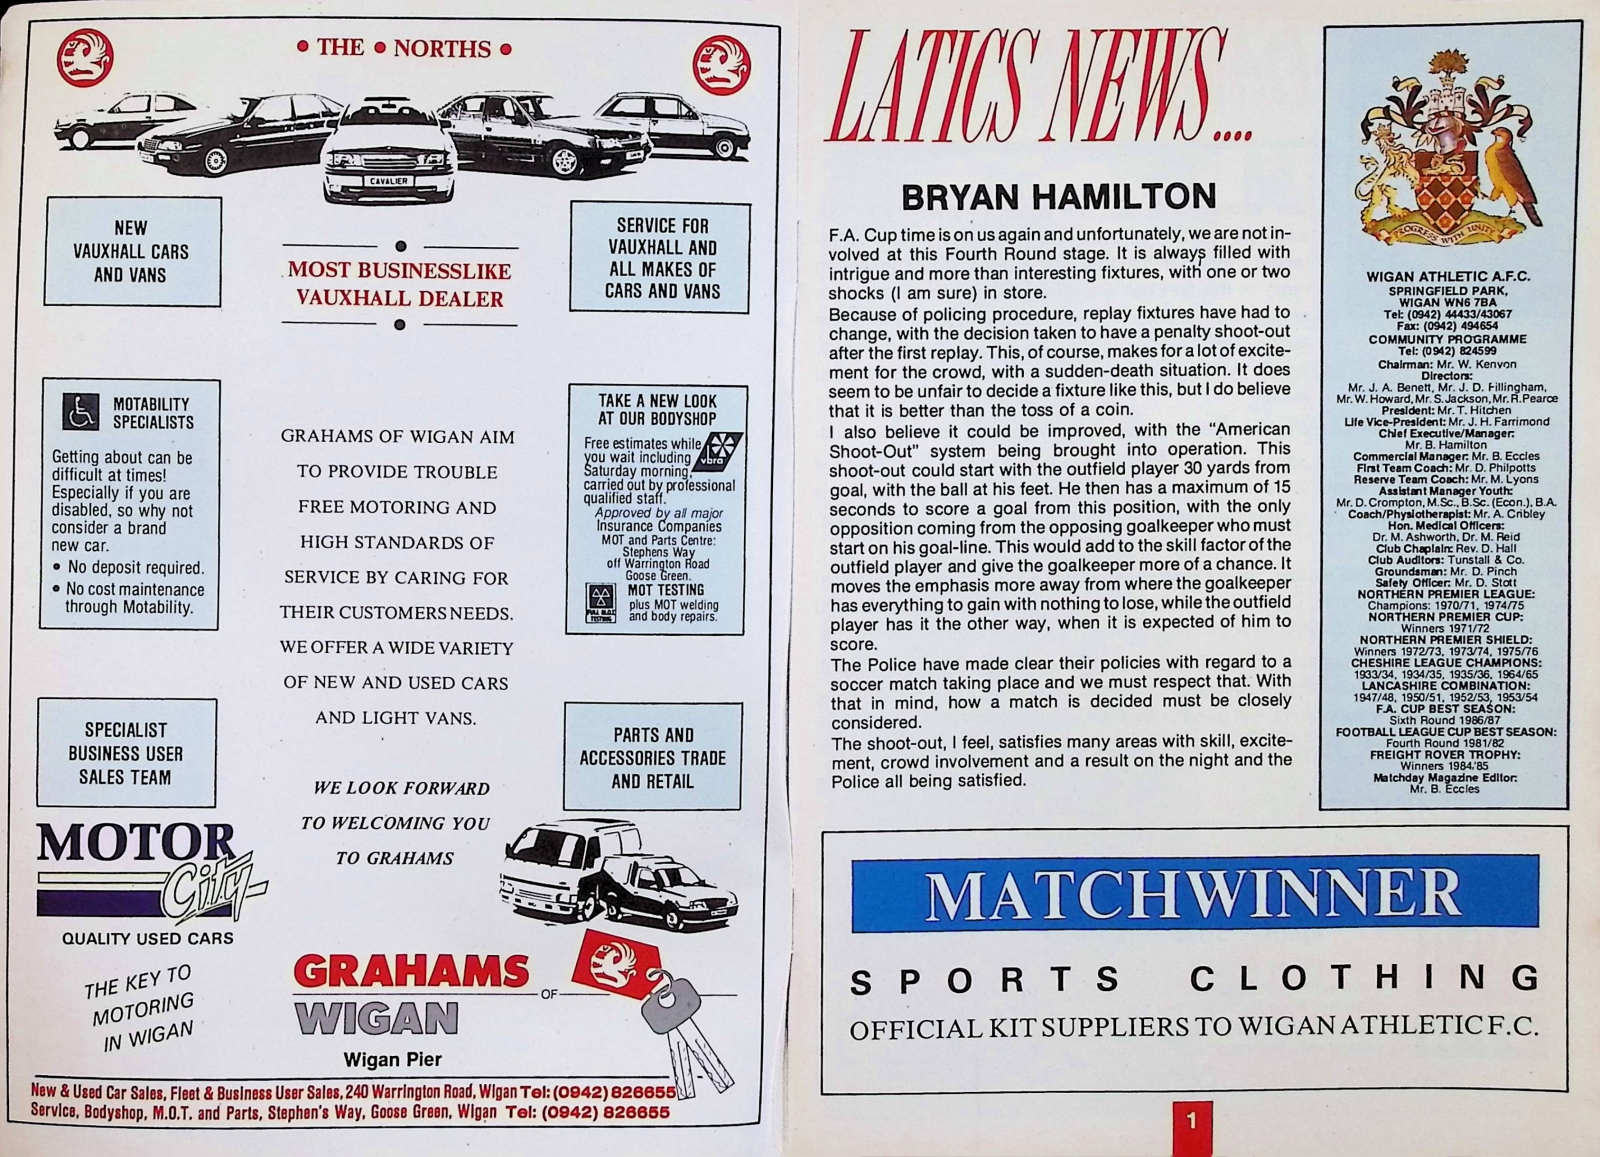 • THE • NORTHS •
CAVALIER
NEW
VAUXHALL CARS
AND VANS
MOST BUSINESSLIKE
VAUXHALL DEALER
SERVICE FOR
VAUXHALL AND
ALL MAKES OF
CARS AND VANS
MOTABILITY
SPECIALISTS
Getting about can be
difficult at times!
Especially if you are
disabled, so why not
consider a brand
new car.
• No deposit required.
• No cost maintenance
through Motability.
GRAHAMS OF WIGAN AIM
TO PROVIDE TROUBLE
FREE MOTORING AND
HIGH STANDARDS OF
SERVICE BY CARING FOR
THEIR CUSTOMERS NEEDS.
WE OFFER A WIDE VARIETY
OF NEW AND USED CARS
AND LIGHT VANS.
WE LOOK FORWARD
TO WELCOMING YOU
TO GRAHAMS
TAKE A NEW LOOK
AT OUR BODYSHOP
Free estimates while
you wait including
Saturday morning,
carried out by professional
qualified staff.
Approved by all major
Insurance Companies
MOT and Parts Centre:
Stephens Way
off Warrington Road
Goose Green.
MOT TESTING
plus MOT welding
and body repairs.
vbra
SPECIALIST
BUSINESS USER
SALES TEAM
PARTS AND
ACCESSORIES TRADE
AND RETAIL
MOTOR
City
QUALITY USED CARS
THE KEY TO
MOTORING
IN WIGAN
GRAHAMS
OF
WIGAN
Wigan Pier
New & Used Car Sales, Fleet & Business User Sales, 240 Warrington Road, Wigan Tel: (0942) 826655
Service, Bodyshop, M.O.T. and Parts, Stephen's Way, Goose Green, Wigan Tel: (0942) 826655
LATICS NEWS....
BRYAN HAMILTON
F.A. Cup time is on us again and unfortunately, we are not in-
volved at this Fourth Round stage. It is always filled with
intrigue and more than interesting fixtures, with one or two
shocks (I am sure) in store.
Because of policing procedure, replay fixtures have had to
change, with the decision taken to have a penalty shoot-out
after the first replay. This, of course, makes for a lot of excite-
ment for the crowd, with a sudden-death situation. It does
seem to be unfair to decide a fixture like this, but I do believe
that it is better than the toss of a coin.
I also believe it could be improved, with the "American
Shoot-Out" system being brought into operation. This
shoot-out could start with the outfield player 30 yards from
goal, with the ball at his feet. He then has a maximum of 15
seconds to score a goal from this position, with the only
opposition coming from the opposing goalkeeper who must
start on his goal-line. This would add to the skill factor of the
outfield player and give the goalkeeper more of a chance. It
moves the emphasis more away from where the goalkeeper
has everything to gain with nothing to lose, while the outfield
player has it the other way, when it is expected of him to
score.
The Police have made clear their policies with regard to a
soccer match taking place and we must respect that. With
that in mind, how a match is decided must be closely
considered.
The shoot-out, I feel, satisfies many areas with skill, excite-
ment, crowd involvement and a result on the night and the
Police all being satisfied.
PROGRESS WITH UNITY
WIGAN ATHLETIC A.F.C.
SPRINGFIELD PARK,
WIGAN WN6 7BA
Tel: (0942) 44433/43067
Fax: (0942) 494654
COMMUNITY PROGRAMME
Tel: (0942) 824599
Chairman: Mr. W. Kenyon
Directors:
Mr. J. A. Benett, Mr. J. D. Fillingham,
Mr. W. Howard, Mr. S. Jackson, Mr. R. Pearce
President: Mr. T. Hitchen
Life Vice-President: Mr. J. H. Farrimond
Chief Executive/Manager:
Mr. B. Hamilton
Commercial Manager: Mr. B. Eccles
First Team Coach: Mr. D. Philpotts
Reserve Team Coach: Mr. M. Lyons
Assistant Manager Youth:
Mr. D. Crompton, M.Sc., B.Sc. (Econ.), B.A.
Coach/Physiotherapist: Mr. A. Cribley
Hon. Medical Officers:
Dr. M. Ashworth, Dr. M. Reid
Club Chaplain: Rev. D. Hall
Club Auditors: Tunstall & Co.
Groundsman: Mr. D. Pinch
Safety Officer: Mr. D. Stott
NORTHERN PREMIER LEAGUE:
Champions: 1970/71, 1974/75
NORTHERN PREMIER CUP:
Winners 1971/72
NORTHERN PREMIER SHIELD:
Winners 1972/73, 1973/74, 1975/76
CHESHIRE LEAGUE CHAMPIONS:
1933/34, 1934/35, 1935/36, 1964/65
LANCASHIRE COMBINATION:
1947/48, 1950/51, 1952/53, 1953/54
F.A. CUP BEST SEASON:
Sixth Round 1986/87
FOOTBALL LEAGUE CUP BEST SEASON:
Fourth Round 1981/82
FREIGHT ROVER TROPHY:
Winners 1984/85
Matchday Magazine Editor:
Mr. B. Eccles
MATCHWINNER
SPORTS CLOTHING
OFFICIAL KIT SUPPLIERS TO WIGAN ATHLETIC F.C.
1